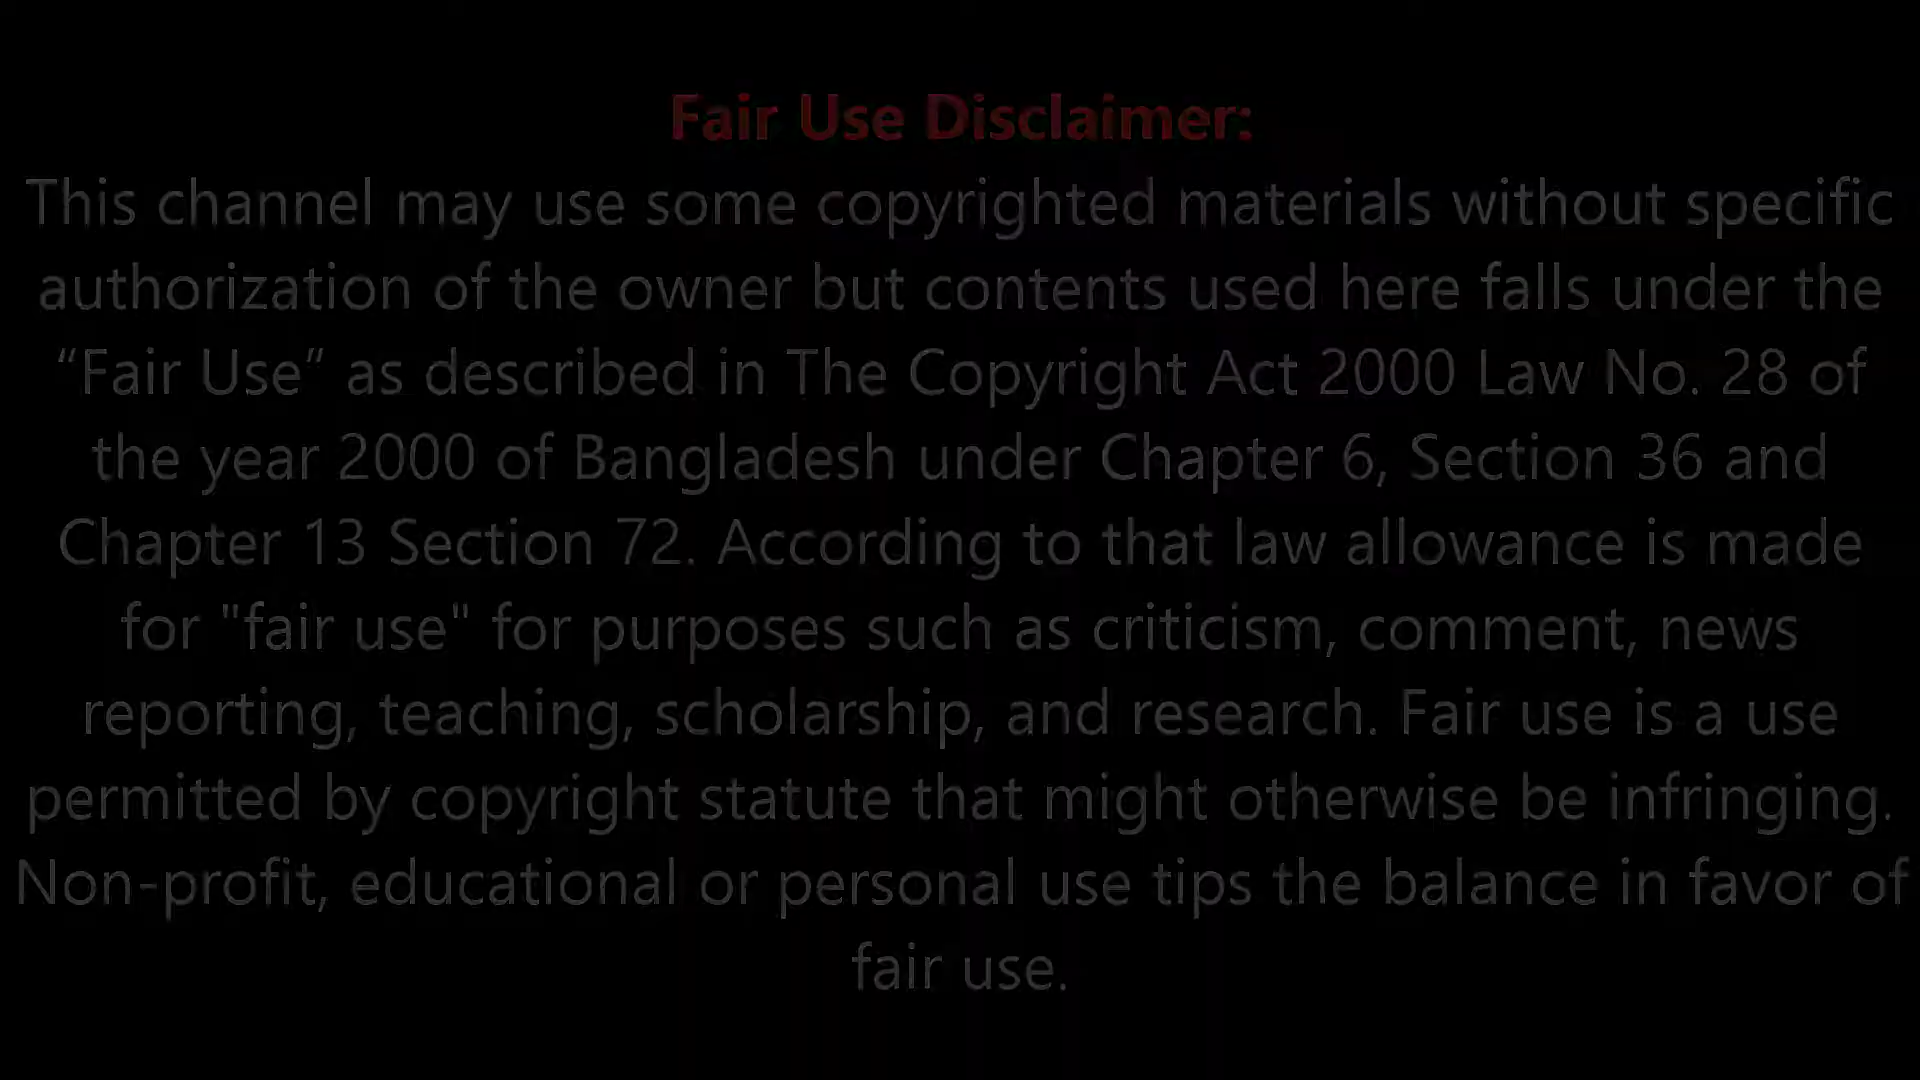 Fair Use Disclaimer:
This channel may use some copyrighted materials without specific
authorization of the owner but contents used here falls under the
“Fair Use” as described in The Copyright Act 2000 Law No. 28 of
the year 2000 of Bangladesh under Chapter 6, Section 36 and
Chapter 13 Section 72. According to that law allowance is made
for "fair use" for purposes such as criticism, comment, news
reporting, teaching, scholarship, and research. Fair use is a use
permitted by copyright statute that might otherwise be infringing.
Non-profit, educational or personal use tips the balance in favor of
fair use.